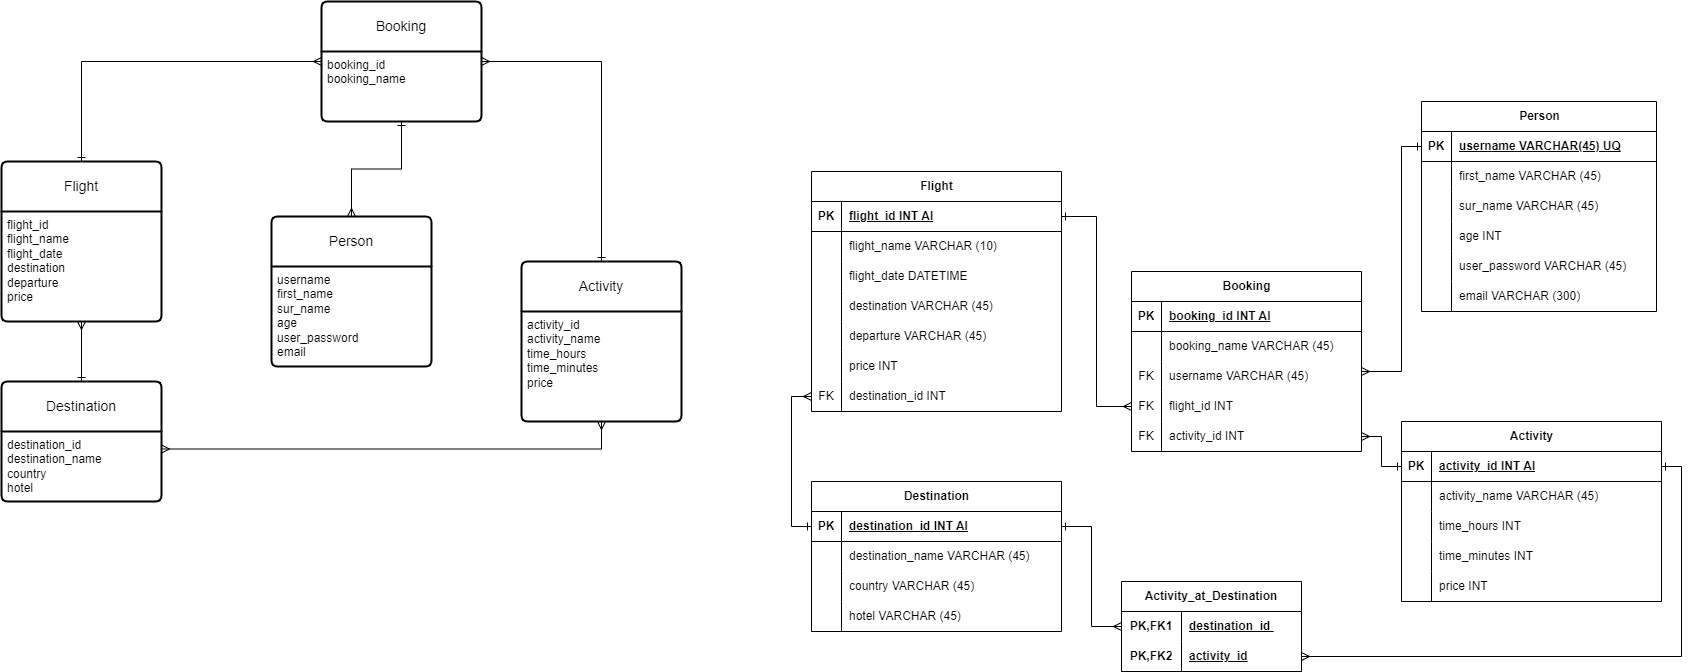 Booking
booking_id
booking_name
Flight
flight_id
flight_name
flight_date
destination
departure
price
Person
username
first_name
sur_name
age
user_password
email
Activity
activity_id
activity_name
time_hours
time_minutes
price
Destination
destination_id
destination_name
country
hotel
Flight
PK flight_id INT AI
flight_name VARCHAR (10)
flight_date DATETIME
destination VARCHAR (45)
departure VARCHAR (45)
price INT
FK destination_id INT
Destination
PK destination_id INT AI
destination_name VARCHAR (45)
country VARCHAR (45)
hotel VARCHAR (45)
Booking
PK booking_id INT AI
booking_name VARCHAR (45)
FK username VARCHAR (45)
FK flight_id INT
FK activity_id INT
Person
PK username VARCHAR(45) UQ
first_name VARCHAR (45)
sur_name VARCHAR (45)
age INT
user_password VARCHAR (45)
email VARCHAR (300)
Activity
PK activity_id INT AI
activity_name VARCHAR (45)
time_hours INT
time_minutes INT
price INT
Activity_at_Destination
PK,FK1 destination_id
PK,FK2 activity_id